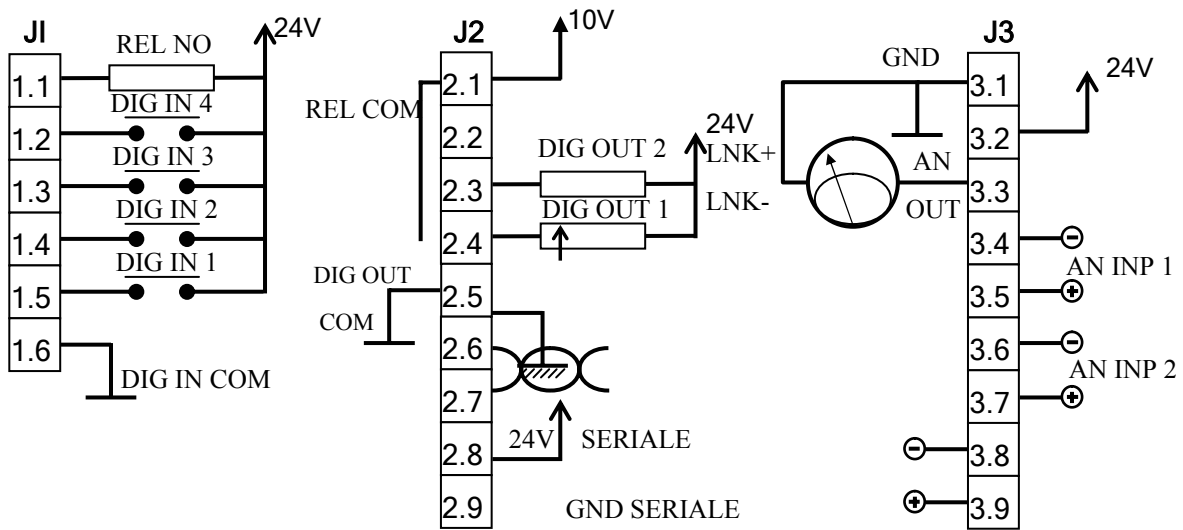 J1
REL NO
24V
1.1
DIG IN 4
1.2
DIG IN 3
1.3
DIG IN 2
1.4
DIG IN 1
1.5
1.6
DIG IN COM
J2
10V
2.1
REL COM
2.2
24V
DIG OUT 2
LNK+
2.3
LNK-
DIG OUT 1
2.4
DIG OUT
2.5
COM
2.6
2.7
24V
SERIALE
2.8
2.9
GND SERIALE
J3
GND
24V
3.1
3.2
AN
3.3
OUT
3.4
AN INP 1
3.5
3.6
AN INP 2
3.7
3.8
3.9